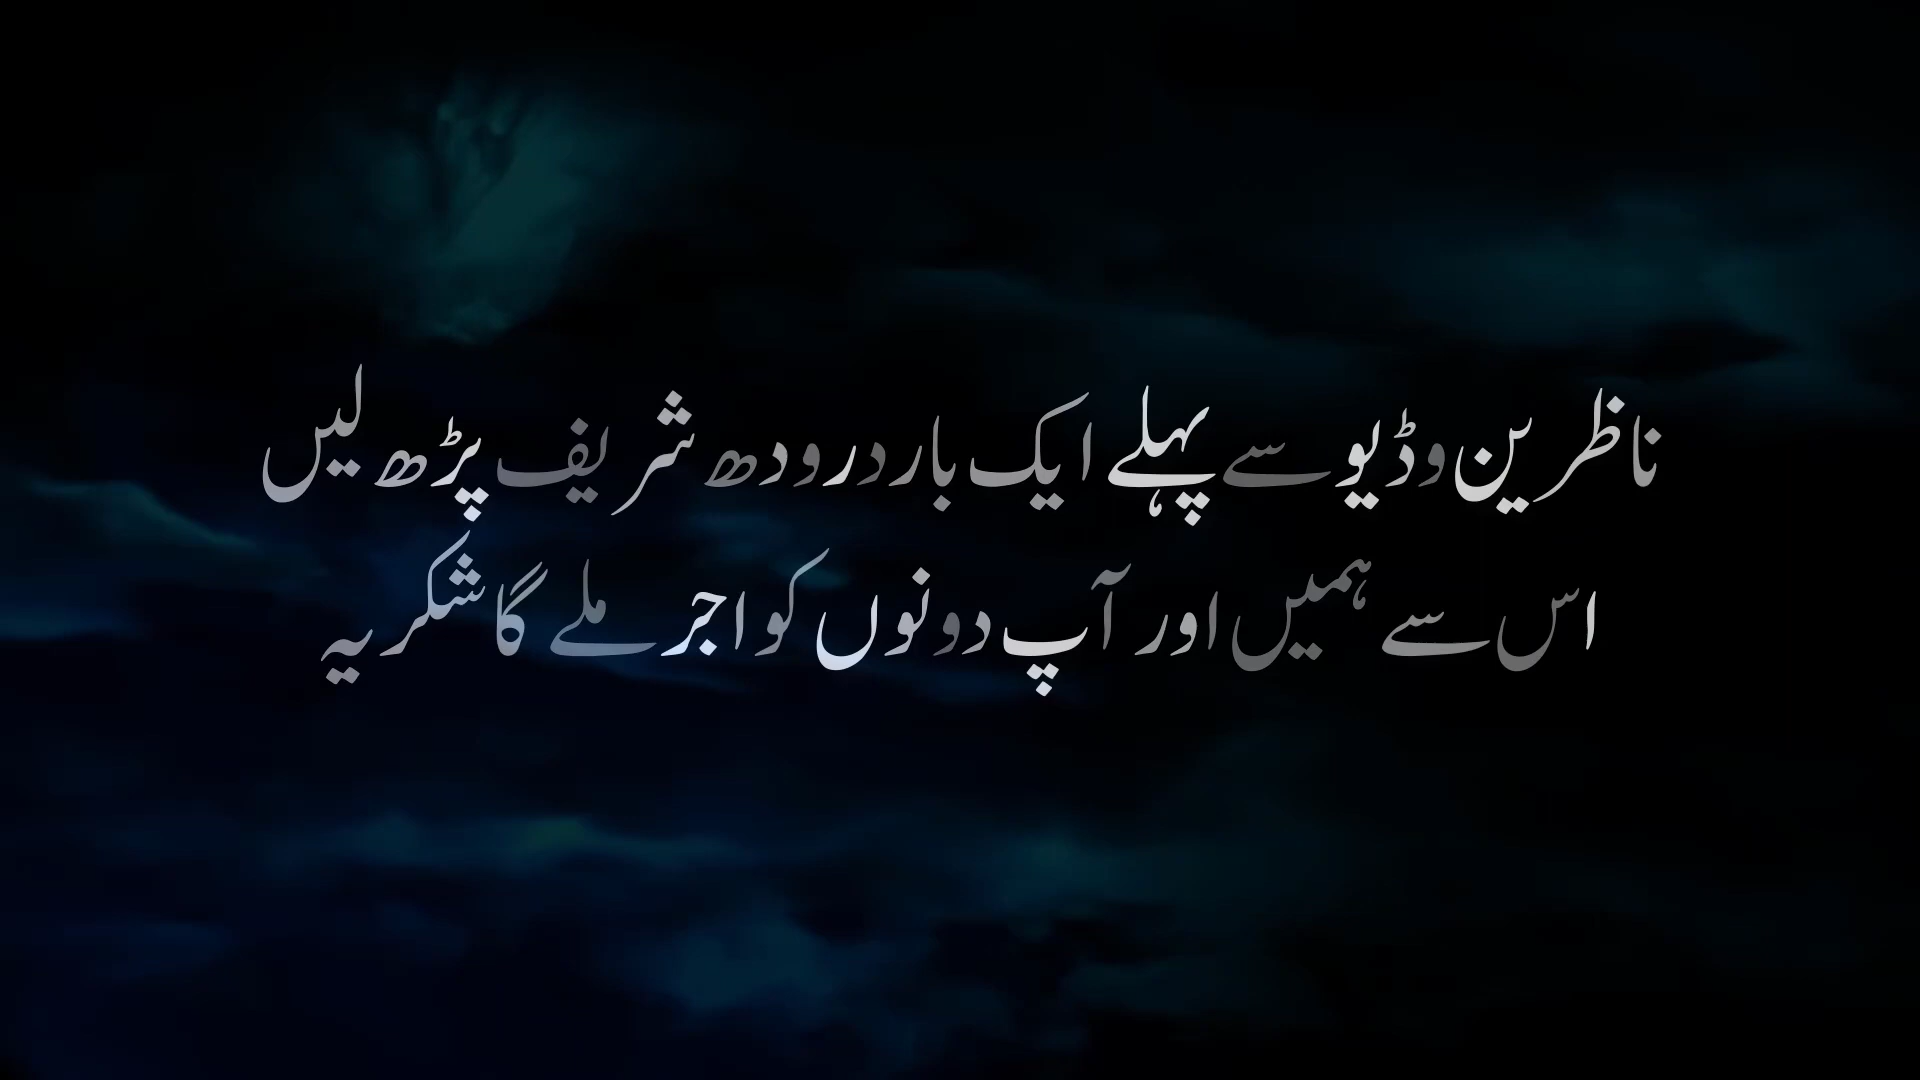 ناظرین وڈیو سے پہلے ایک بار درودھ شریف پڑھ لیں
اس سے ہمیں اور آپ دونوں کو اجر ملے گا شکریہ